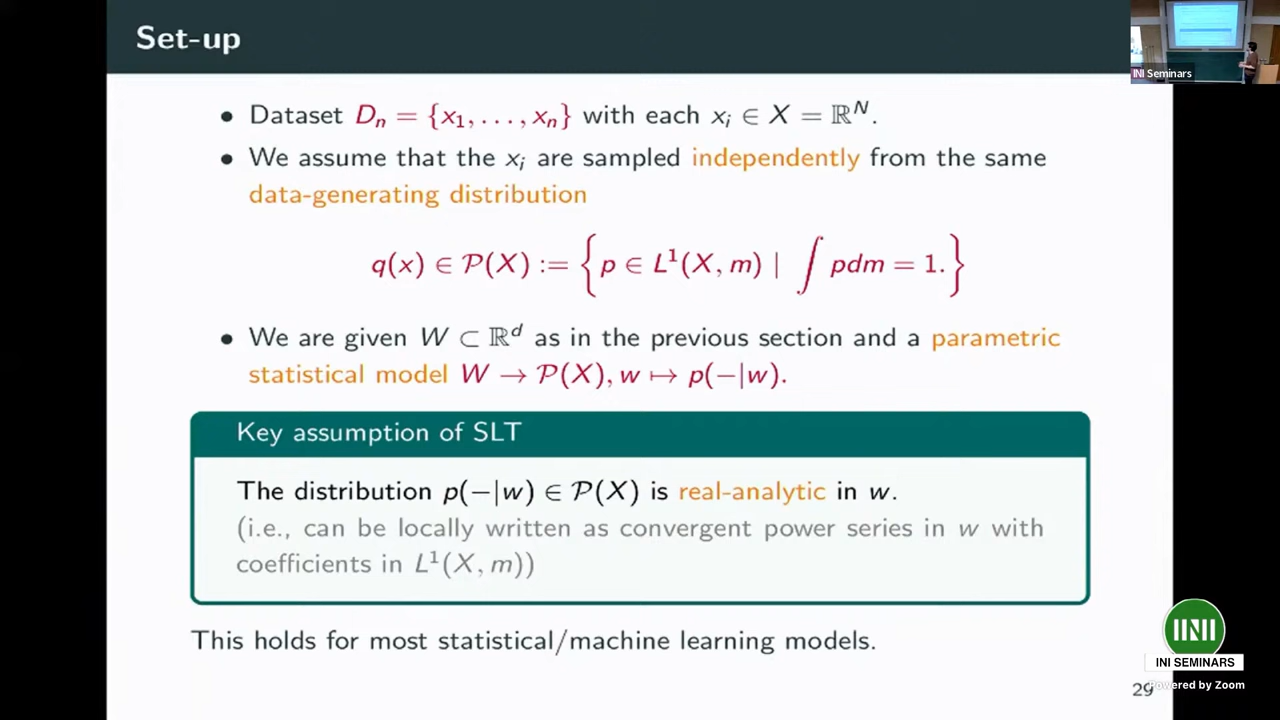 Set-up
INI Seminars
• Dataset Dₙ = {x₁, . . . , xₙ} with each xᵢ ∈ X = ℝᴺ.
• We assume that the xᵢ are sampled independently from the same
data-generating distribution
q(x) ∈ 𝒫(X) := { p ∈ L¹(X, m) | ∫ pdm = 1. }
• We are given W ⊂ ℝᵈ as in the previous section and a parametric
statistical model W → 𝒫(X), w ↦ p(−|w).
Key assumption of SLT
The distribution p(−|w) ∈ 𝒫(X) is real-analytic in w.
(i.e., can be locally written as convergent power series in w with
coefficients in L¹(X, m))
This holds for most statistical/machine learning models.
INI
INI SEMINARS
Powered by Zoom
29